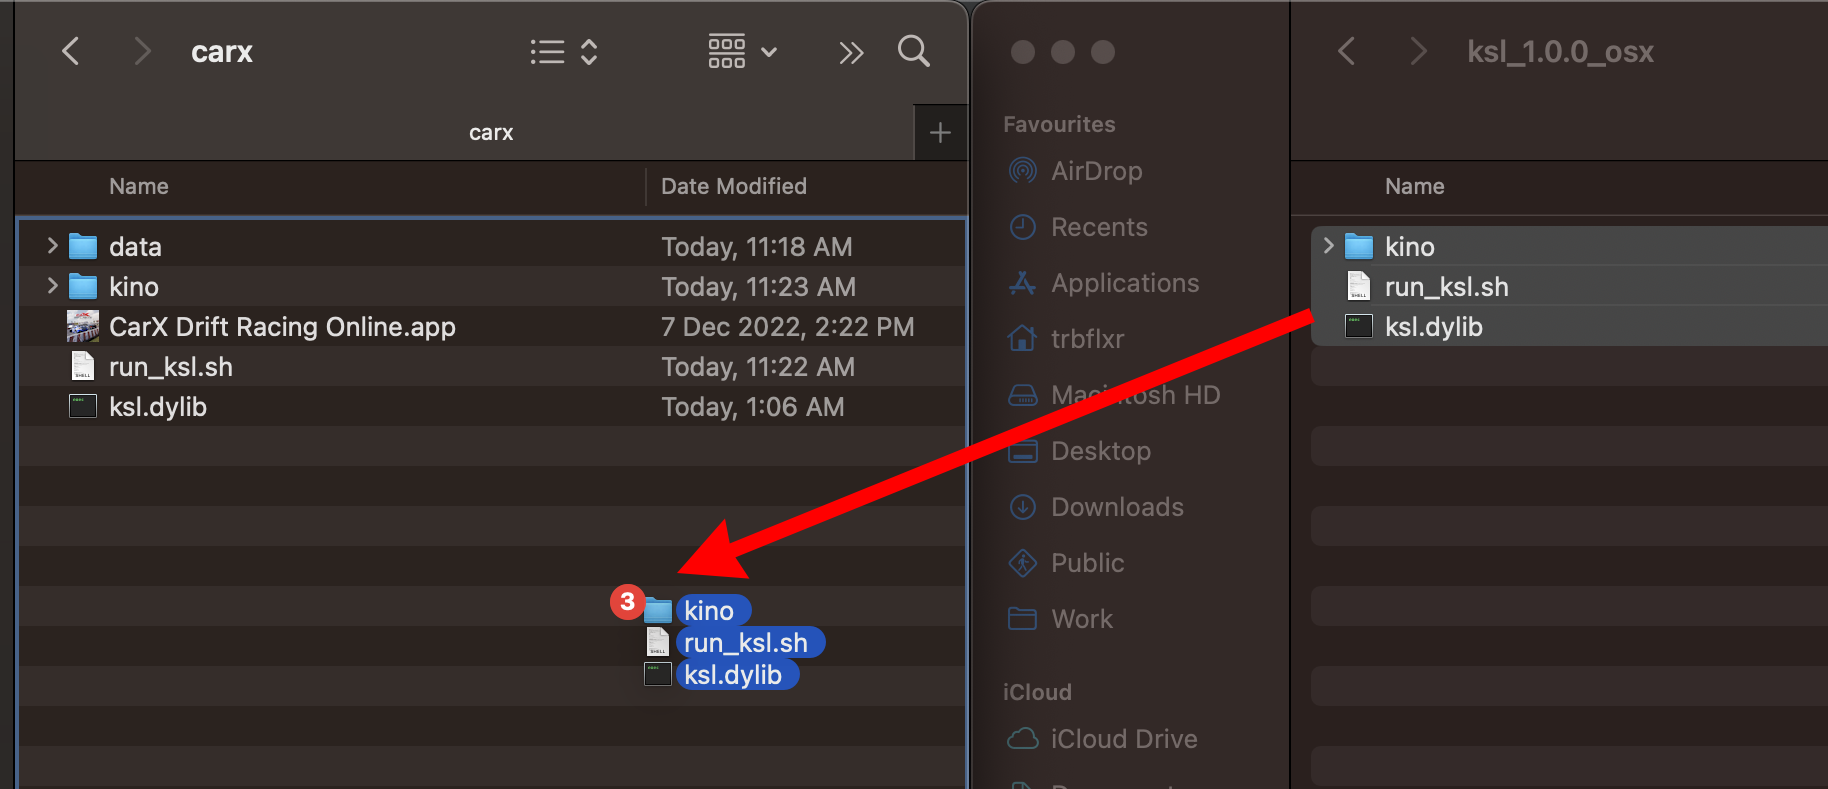 carx
carx
Name
Date Modified
data
Today, 11:18 AM
kino
Today, 11:23 AM
CarX Drift Racing Online.app
7 Dec 2022, 2:22 PM
run_ksl.sh
Today, 11:22 AM
ksl.dylib
Today, 1:06 AM
3
kino
run_ksl.sh
ksl.dylib
Favourites
AirDrop
Recents
Applications
trbflxr
Macintosh HD
Desktop
Downloads
Public
Work
iCloud
iCloud Drive
ksl_1.0.0_osx
Name
kino
run_ksl.sh
ksl.dylib